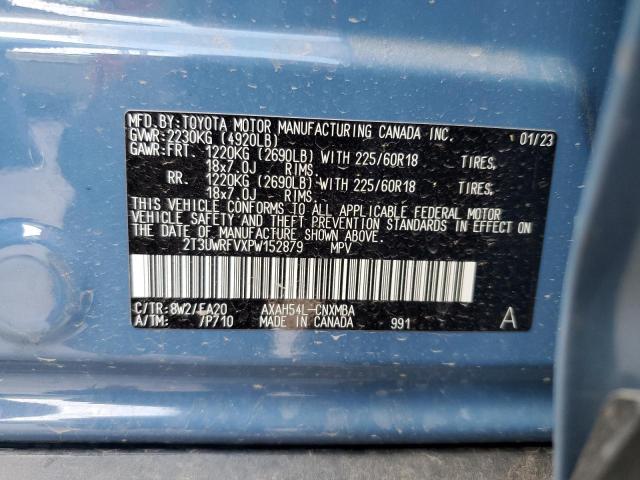 MFD.BY:TOYOTA MOTOR MANUFACTURING CANADA INC. 01/23
GVWR:2230KG (4920LB)
GAWR:FRT. 1220KG (2690LB) WITH 225/60R18 TIRES,
18x7.0J RIMS.
RR. 1220KG (2690LB) WITH 225/60R18 TIRES,
18x7.0J RIMS.
THIS VEHICLE CONFORMS TO ALL APPLICABLE FEDERAL MOTOR
VEHICLE SAFETY AND THEFT PREVENTION STANDARDS IN EFFECT ON
THE DATE OF MANUFACTURE SHOWN ABOVE.
2T3UWRFVXPW152879 MPV
C/TR:8W2/EA20 AXAH54L-CNXMBA
A/TM: /P710 MADE IN CANADA 991 A